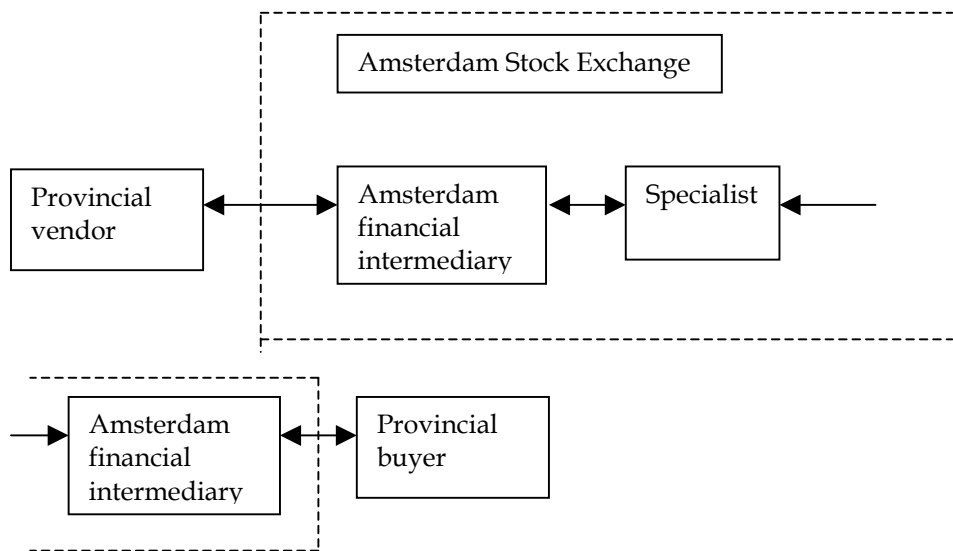 Amsterdam Stock Exchange
Provincial
vendor
Amsterdam
financial
intermediary
Specialist
Amsterdam
financial
intermediary
Provincial
buyer